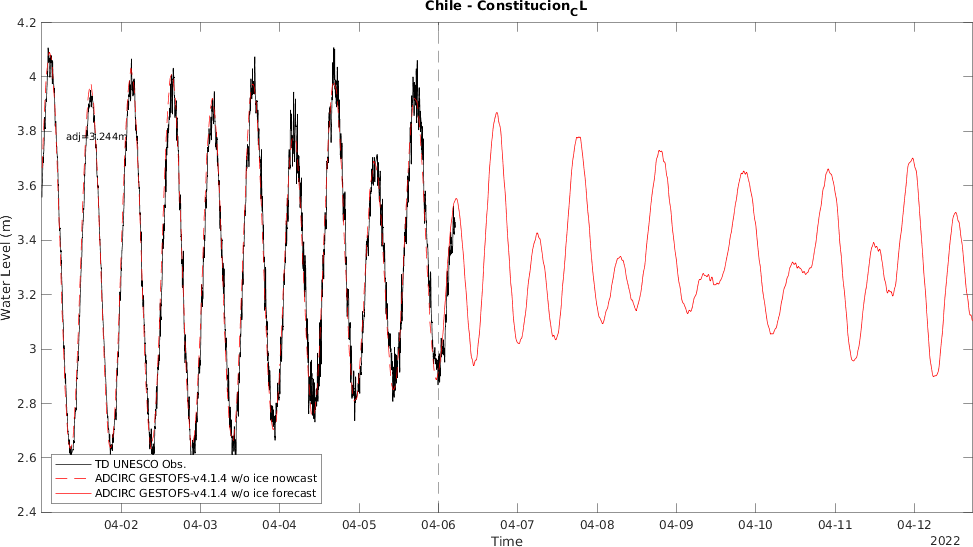 Chile - Constitucion_CL
4.2
4
3.8
3.6
3.4
3.2
3
2.8
2.6
2.4
Water Level (m)
adj=3.244m
TD UNESCO Obs.
ADCIRC GESTOFS-v4.1.4 w/o ice nowcast
ADCIRC GESTOFS-v4.1.4 w/o ice forecast
04-02 04-03 04-04 04-05 04-06 04-07 04-08 04-09 04-10 04-11 04-12
Time
2022